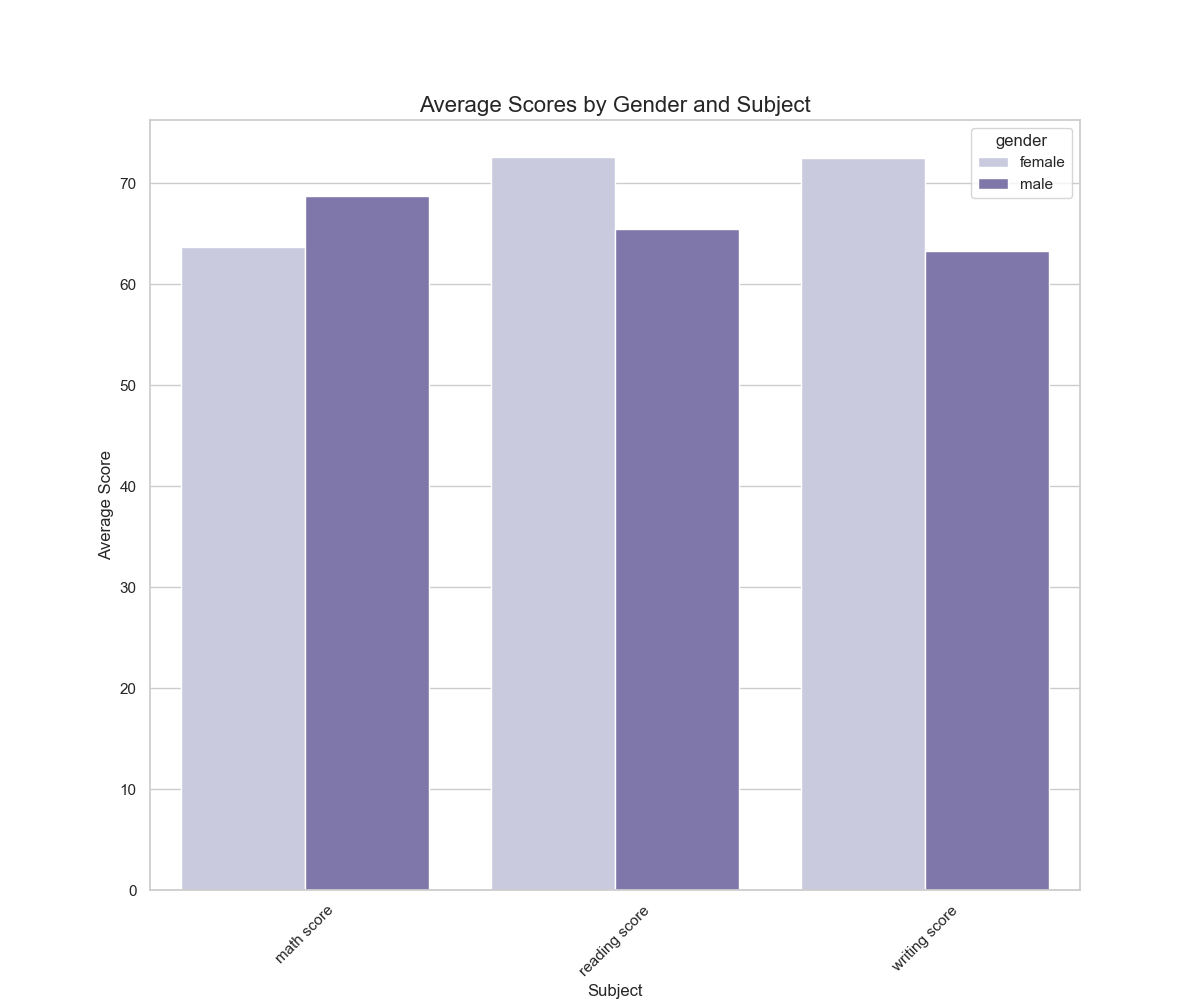 Average Scores by Gender and Subject
gender
female
male
Average Score
70
60
50
40
30
20
10
0
math score
reading score
writing score
Subject